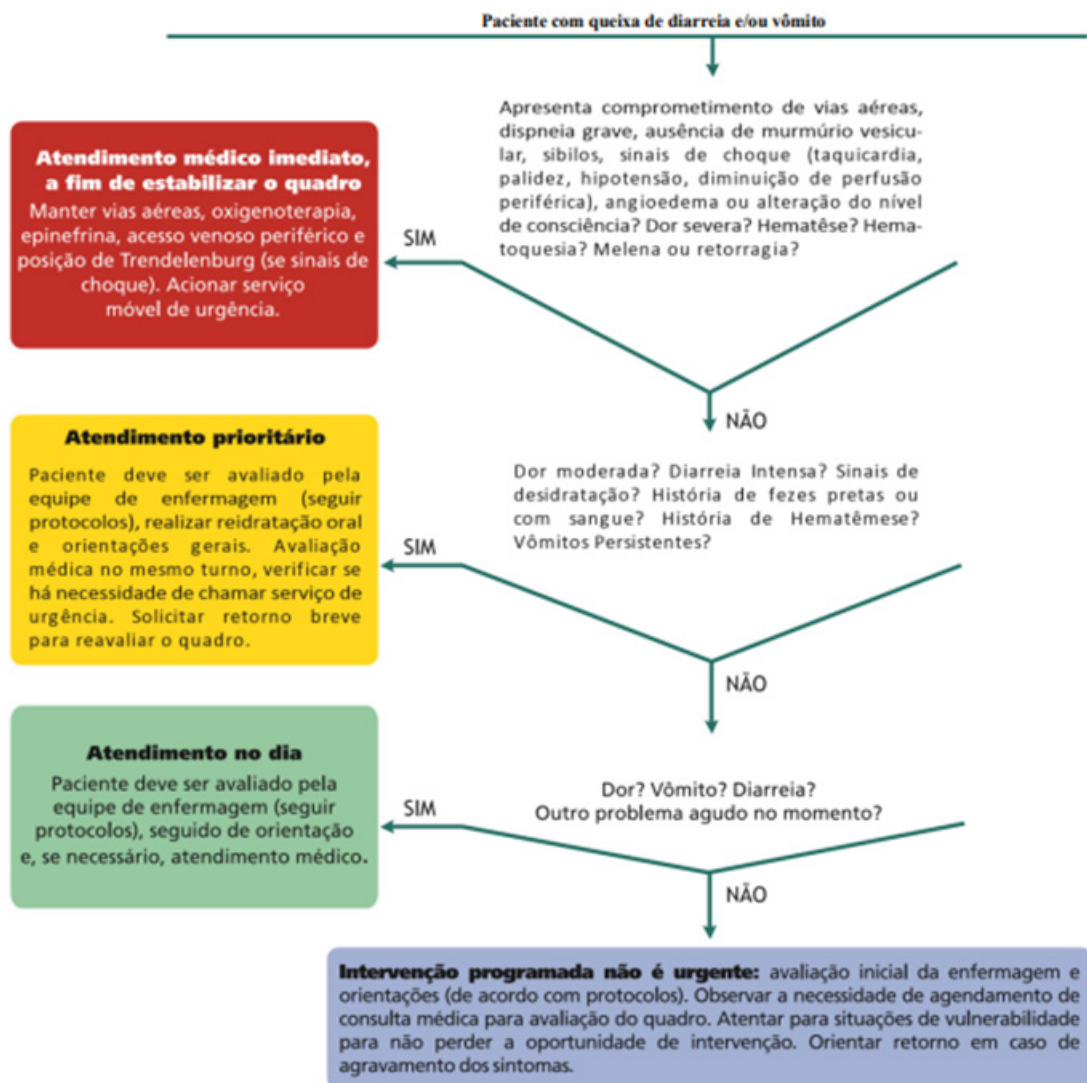 Paciente com queixa de diarreia e/ou vômito
Apresenta comprometimento de vias aéreas,
dispneia grave, ausência de murmúrio vesicu-
lar, sibilos, sinais de choque (taquicardia,
palidez, hipotensão, diminuição de perfusão
periférica), angioedema ou alteração do nível
de consciência? Dor severa? Hematêse? Hema-
toquesia? Melena ou retorragia?
Atendimento médico imediato,
a fim de estabilizar o quadro
Manter vias aéreas, oxigenoterapia,
epinefrina, acesso venoso periférico e
posição de Trendelenburg (se sinais de
choque). Acionar serviço
móvel de urgência.
SIM
NÃO
Dor moderada? Diarreia Intensa? Sinais de
desidratação? História de fezes pretas ou
com sangue? História de Hematêmese?
Vômitos Persistentes?
Atendimento prioritário
Paciente deve ser avaliado pela
equipe de enfermagem (seguir
protocolos), realizar reidratação oral
e orientações gerais. Avaliação
médica no mesmo turno, verificar se
há necessidade de chamar serviço de
urgência. Solicitar retorno breve
para reavaliar o quadro.
SIM
NÃO
Dor? Vômito? Diarreia?
Outro problema agudo no momento?
Atendimento no dia
Paciente deve ser avaliado pela
equipe de enfermagem (seguir
protocolos), seguido de orientação
e, se necessário, atendimento médico.
SIM
NÃO
Intervenção programada não é urgente: avaliação inicial da enfermagem e
orientações (de acordo com protocolos). Observar a necessidade de agendamento de
consulta médica para avaliação do quadro. Atentar para situações de vulnerabilidade
para não perder a oportunidade de intervenção. Orientar retorno em caso de
agravamento dos sintomas.